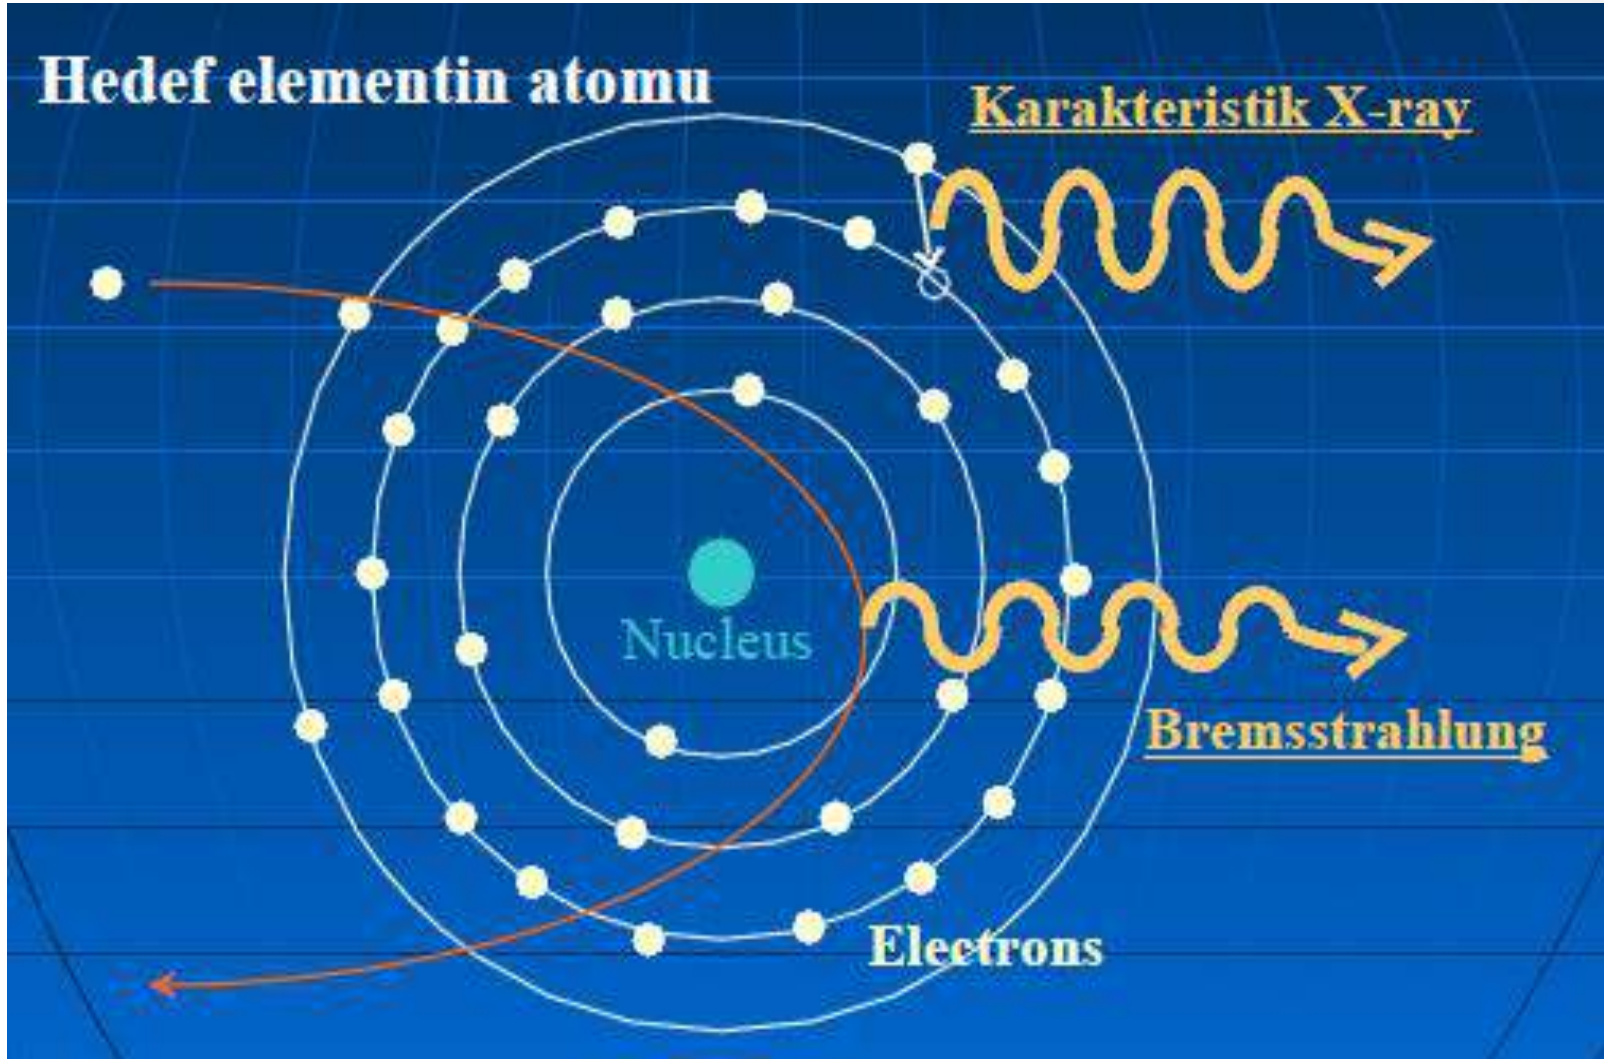 Hedef elementin atomu
Karakteristik X-ray
Nucleus
Bremsstrahlung
Electrons